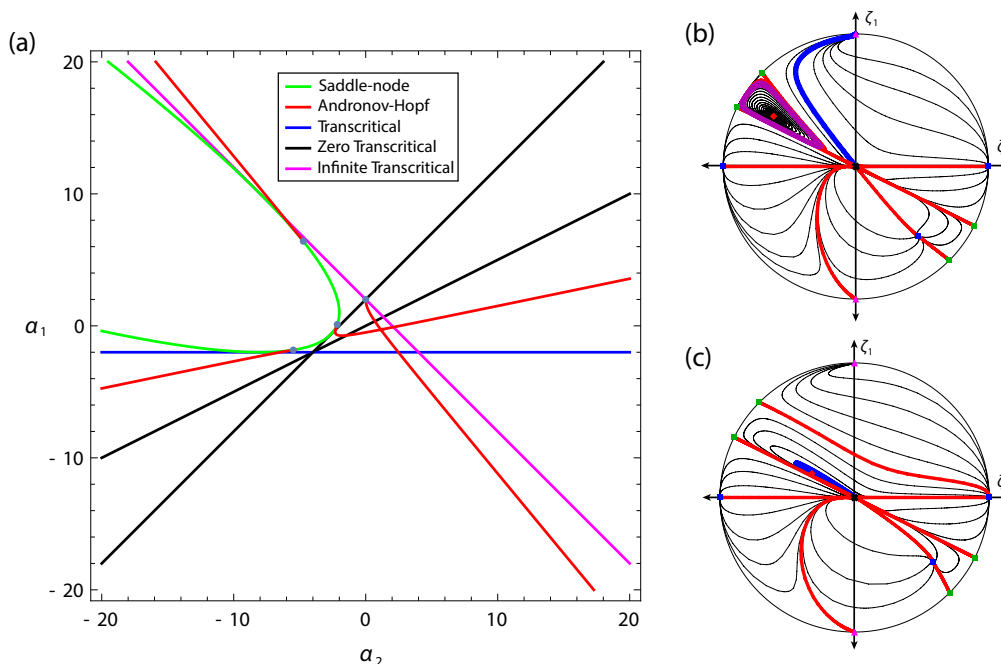 (a)
20
10
0
- 10
- 20
α₁
- 20
- 10
0
10
20
α₂
Saddle-node
Andronov-Hopf
Transcritical
Zero Transcritical
Infinite Transcritical
(b)
ζ₁
ζ
(c)
ζ₁
ζ